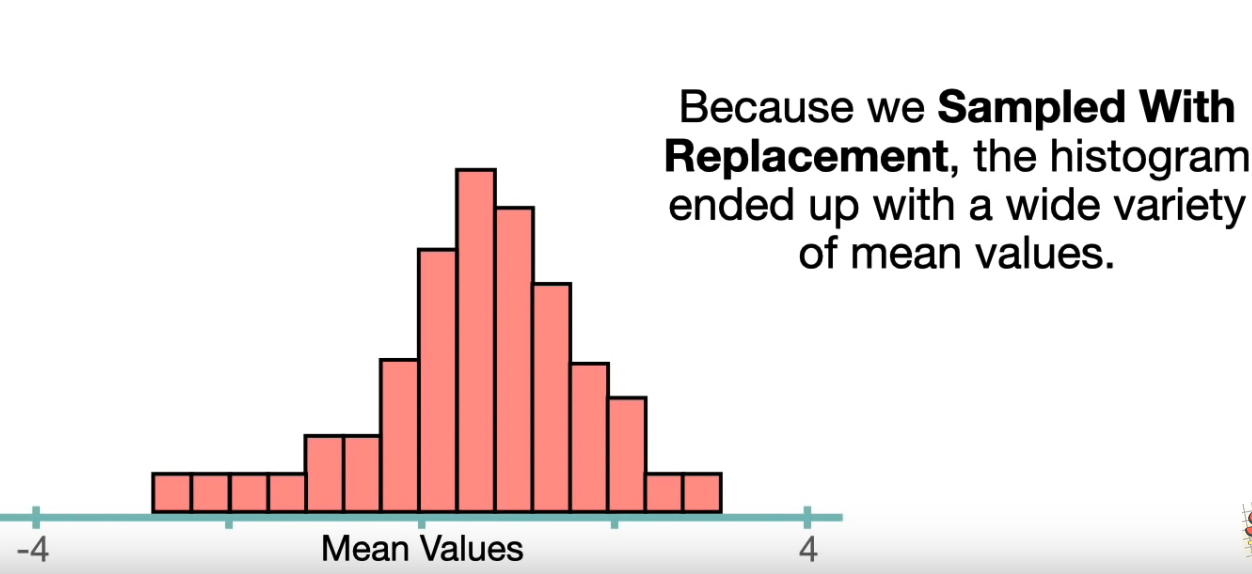 Because we Sampled With
Replacement, the histogram
ended up with a wide variety
of mean values.
-4
Mean Values
4